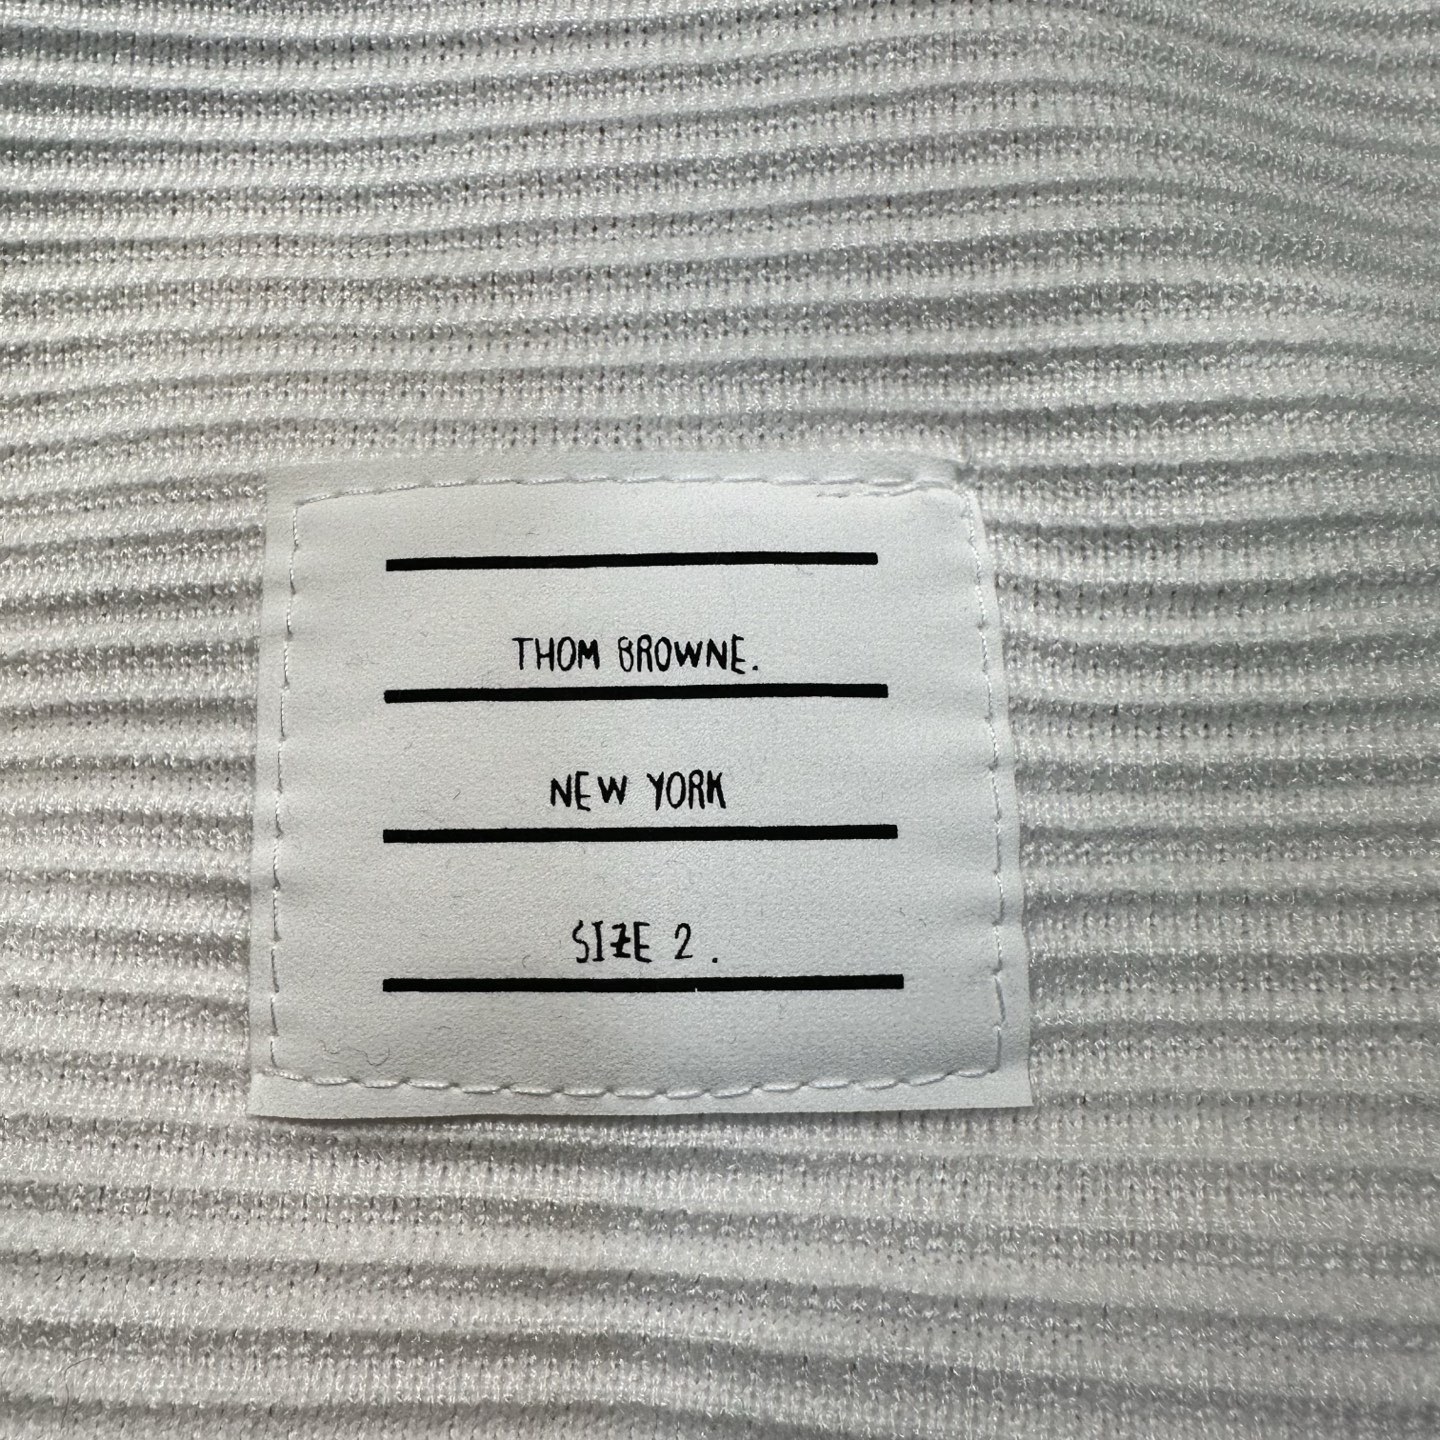 THOM BROWNE.
NEW YORK
SIZE 2.